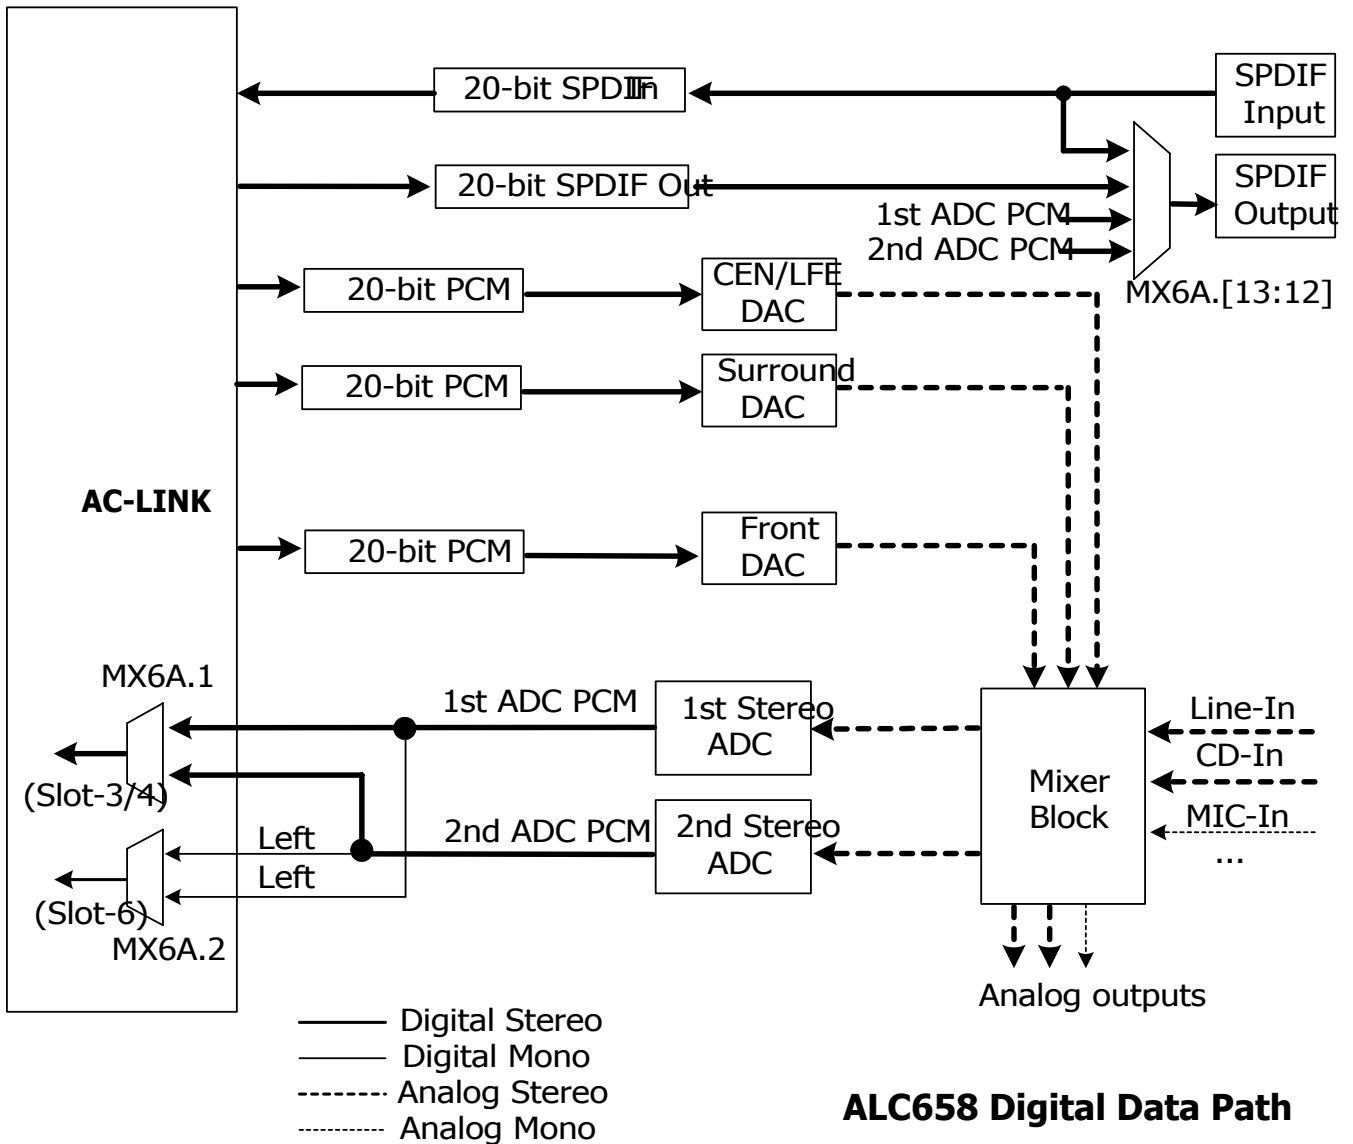 20-bit SPDIF In
SPDIF
Input
20-bit SPDIF Out
SPDIF
Output
1st ADC PCM
2nd ADC PCM
MX6A.[13:12]
20-bit PCM
CEN/LFE
DAC
20-bit PCM
Surround
DAC
AC-LINK
20-bit PCM
Front
DAC
MX6A.1
1st ADC PCM
1st Stereo
ADC
(Slot-3/4)
2nd ADC PCM
2nd Stereo
ADC
Left
Left
(Slot-6)
MX6A.2
Mixer
Block
Line-In
CD-In
MIC-In
...
Analog outputs
Digital Stereo
Digital Mono
Analog Stereo
Analog Mono
ALC658 Digital Data Path